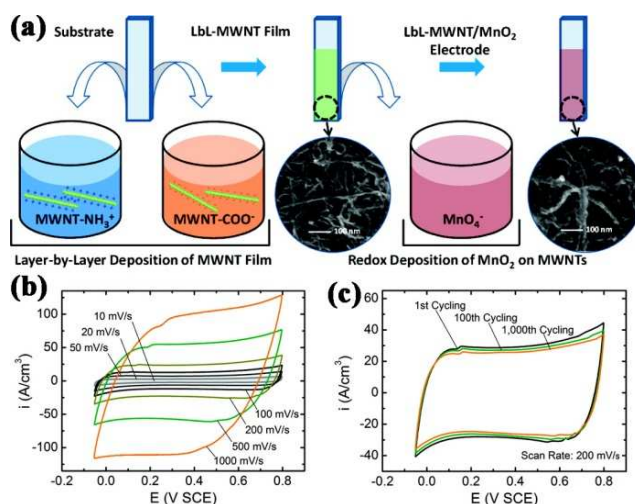 (a)
Substrate
LbL-MWNT Film
LbL-MWNT/MnO₂
Electrode
MWNT-NH₃⁺
MWNT-COO⁻
100 nm
MnO₄⁻
100 nm
Layer-by-Layer Deposition of MWNT Film
Redox Deposition of MnO₂ on MWNTs
(b)
100
50
0
-50
-100
i (A/cm³)
10 mV/s
20 mV/s
50 mV/s
100 mV/s
200 mV/s
500 mV/s
1000 mV/s
0.2 0.0 0.2 0.4 0.6 0.8 1.0
E (V SCE)
(c)
60
40
20
0
-20
-40
i (A/cm³)
1st Cycling
100th Cycling
1,000th Cycling
Scan Rate: 200 mV/s
-0.2 0.0 0.2 0.4 0.6 0.8 1.0
E (V SCE)